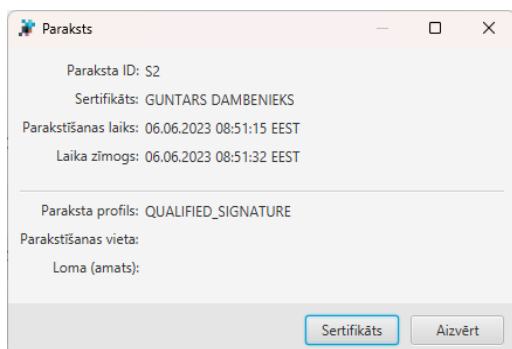 Paraksts
Paraksta ID: S2
Sertifikāts: GUNTARS DAMBENIEKS
Parakstīšanas laiks: 06.06.2023 08:51:15 EEST
Laika zīmogs: 06.06.2023 08:51:32 EEST
Paraksta profils: QUALIFIED_SIGNATURE
Parakstīšanas vieta:
Loma (amats):
Sertifikāts Aizvērt